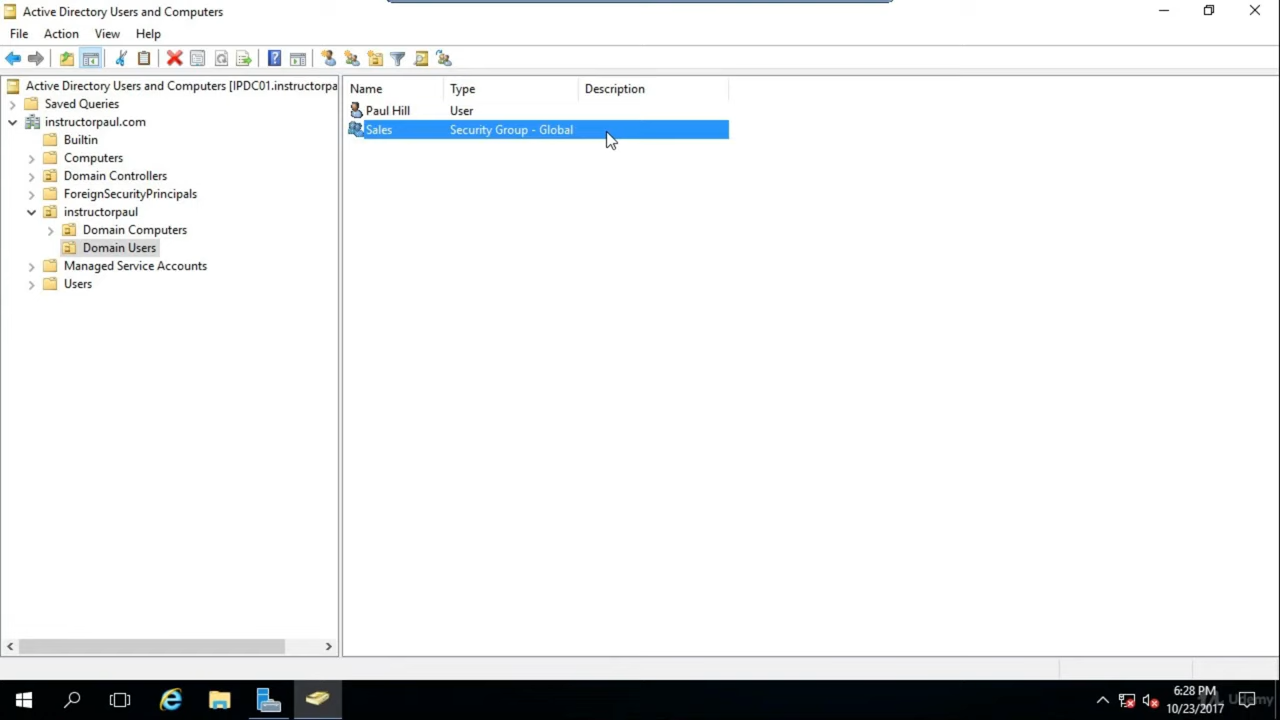 Active Directory Users and Computers
File Action View Help
Active Directory Users and Computers [IPDC01.instructorpa
Saved Queries
instructorpaul.com
Builtin
Computers
Domain Controllers
ForeignSecurityPrincipals
instructorpaul
Domain Computers
Domain Users
Managed Service Accounts
Users
Name Type Description
Paul Hill User
Sales Security Group - Global
6:28 PM
10/23/2017
Udemy